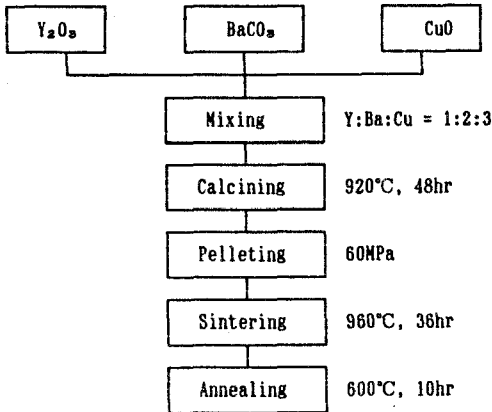 Y₂O₃ BaCO₃ CuO
Mixing Y:Ba:Cu = 1:2:3
Calcining 920°C, 48hr
Pelleting 60MPa
Sintering 960°C, 36hr
Annealing 600°C, 10hr